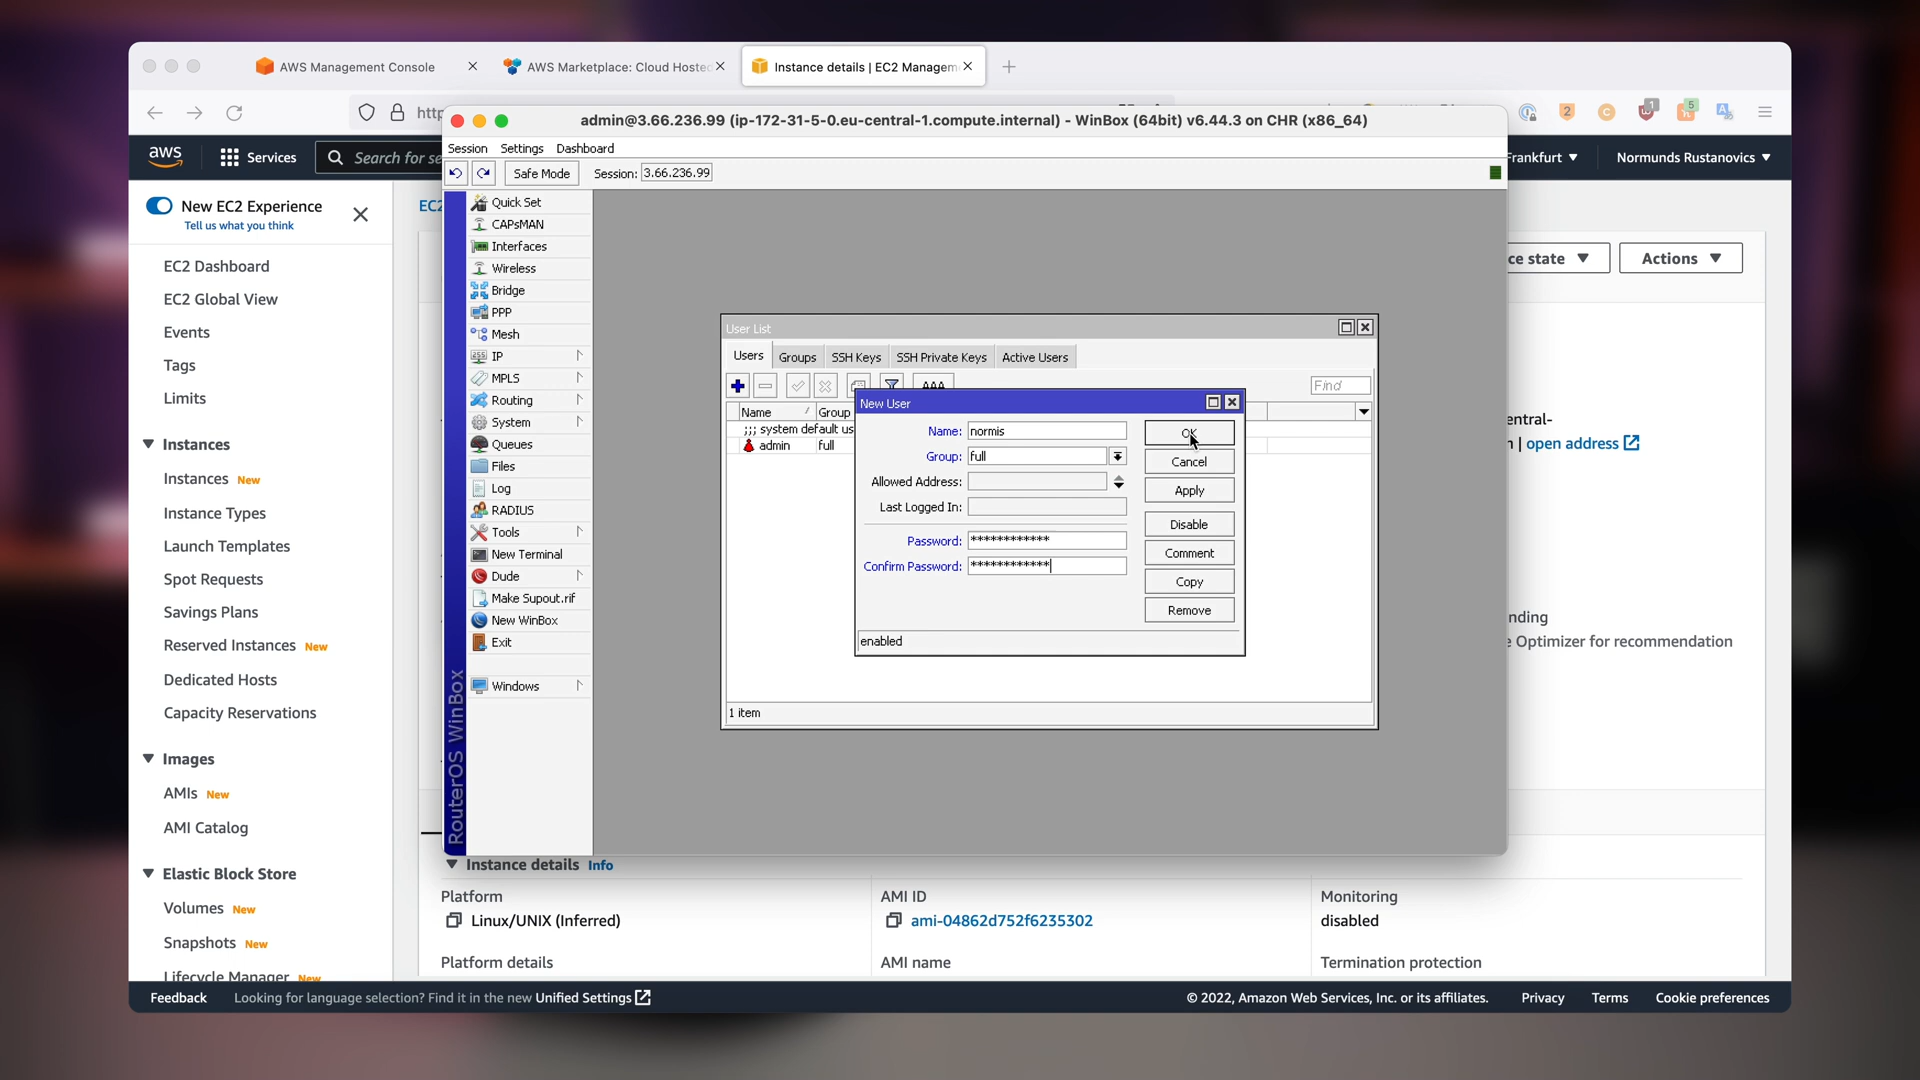 AWS Management Console
AWS Marketplace: Cloud Hosted
Instance details | EC2 Managem
http
1
2
5
admin@3.66.236.99 (ip-172-31-5-0.eu-central-1.compute.internal) - WinBox (64bit) v6.44.3 on CHR (x86_64)
Session Settings Dashboard
Safe Mode
Session: 3.66.236.99
aws
Services
Search for se
rankfurt
Normunds Rustanovics
New EC2 Experience
Tell us what you think
EC2 Dashboard
EC2 Global View
Events
Tags
Limits
Instances
Instances New
Instance Types
Launch Templates
Spot Requests
Savings Plans
Reserved Instances New
Dedicated Hosts
Capacity Reservations
Images
AMIs New
AMI Catalog
Elastic Block Store
Volumes New
Snapshots New
Lifecycle Manager New
EC2
Quick Set
CAPsMAN
Interfaces
Wireless
Bridge
PPP
Mesh
IP
MPLS
Routing
System
Queues
Files
Log
RADIUS
Tools
New Terminal
Dude
Make Supout.rif
New WinBox
Exit
Windows
RouterOS WinBox
User List
Users Groups SSH Keys SSH Private Keys Active Users
AAA
Find
Name Group
;;; system default us
admin full
1 item
New User
Name: normis
Group: full
Allowed Address:
Last Logged In:
Password: ************
Confirm Password: ************
OK
Cancel
Apply
Disable
Comment
Copy
Remove
enabled
ce state
Actions
entral-
| open address
nding
Optimizer for recommendation
Instance details Info
Platform
Linux/UNIX (Inferred)
Platform details
AMI ID
ami-04862d752f6235302
AMI name
Monitoring
disabled
Termination protection
Feedback
Looking for language selection? Find it in the new Unified Settings
© 2022, Amazon Web Services, Inc. or its affiliates.
Privacy
Terms
Cookie preferences